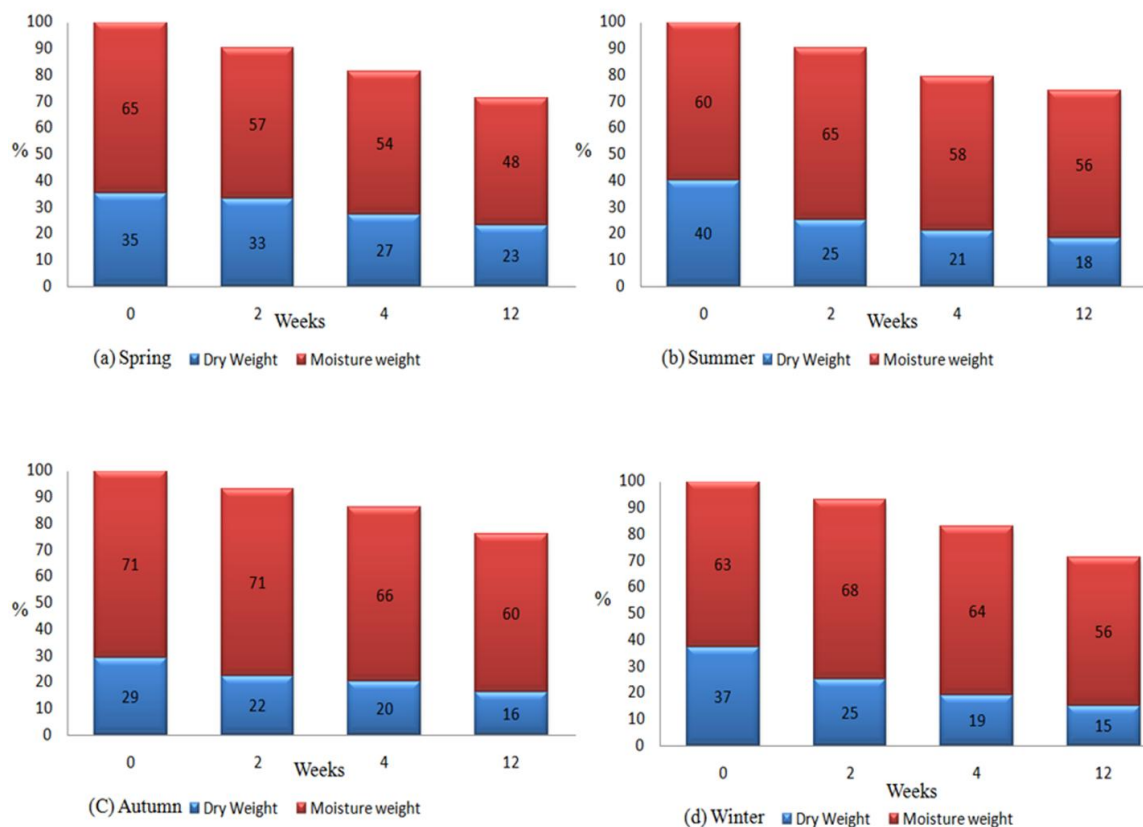 100
90
80
70
60
50
40
30
20
10
0
%
65 57 54 48
35 33 27 23
0 2 4 12
Weeks
(a) Spring Dry Weight Moisture weight
100
90
80
70
60
50
40
30
20
10
0
%
60 65 58 56
40 25 21 18
0 2 4 12
Weeks
(b) Summer Dry Weight Moisture weight
100
90
80
70
60
50
40
30
20
10
0
%
71 71 66 60
29 22 20 16
0 2 4 12
Weeks
(C) Autumn Dry Weight Moisture weight
100
90
80
70
60
50
40
30
20
10
0
%
63 68 64 56
37 25 19 15
0 2 4 12
Weeks
(d) Winter Dry Weight Moisture weight